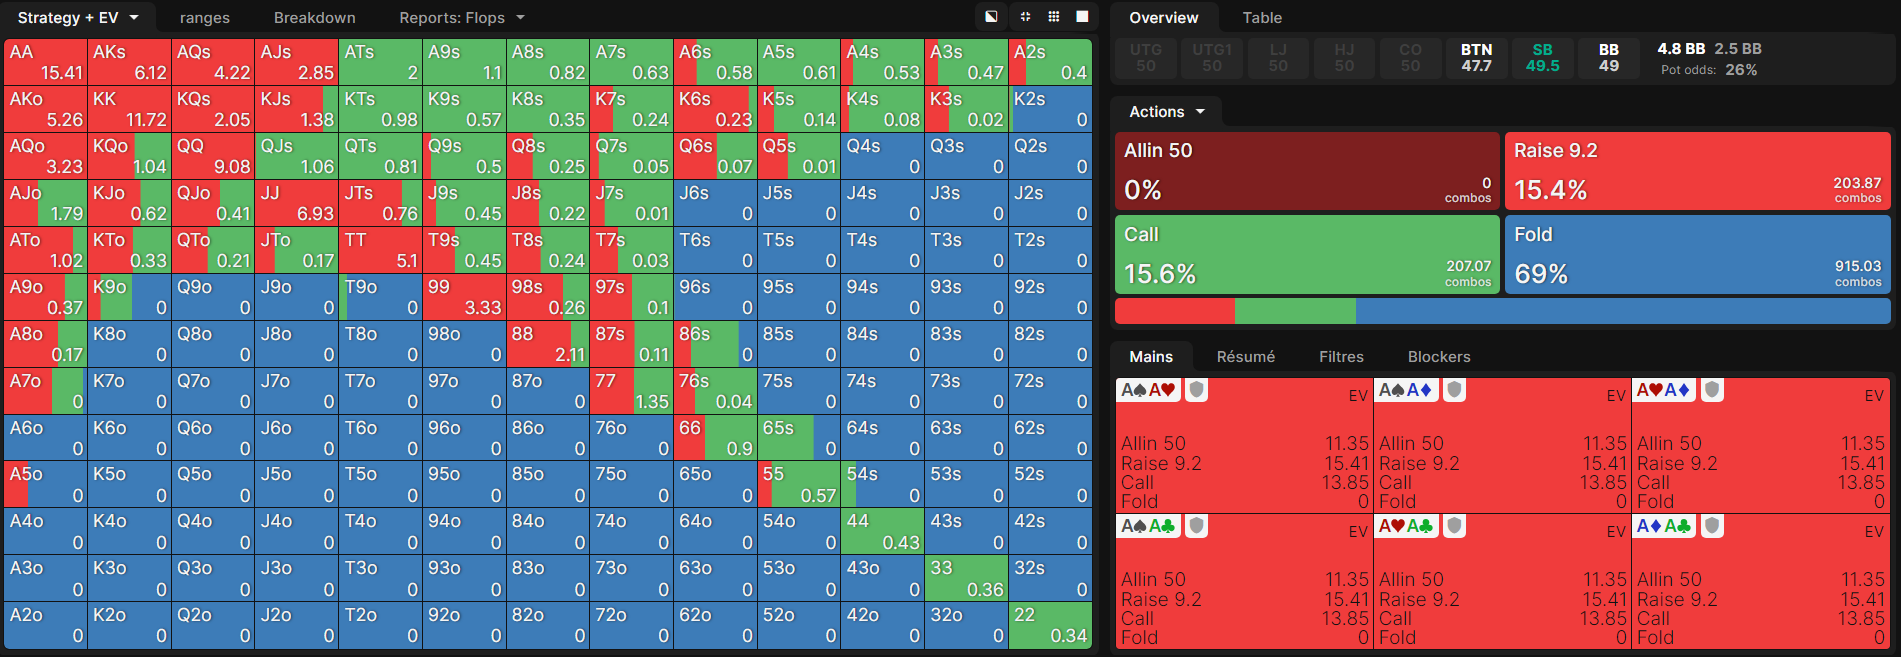 Strategy + EV ranges Breakdown Reports: Flops
AA AKs AQs AJs ATs A9s A8s A7s A6s A5s A4s A3s A2s
15.41 6.12 4.22 2.85 2 1.1 0.82 0.63 0.58 0.61 0.53 0.47 0.4
AKo KK KQs KJs KTs K9s K8s K7s K6s K5s K4s K3s K2s
5.26 11.72 2.05 1.38 0.98 0.57 0.35 0.24 0.23 0.14 0.08 0.02 0
AQo KQo QQ QJs QTs Q9s Q8s Q7s Q6s Q5s Q4s Q3s Q2s
3.23 1.04 9.08 1.06 0.81 0.5 0.25 0.05 0.07 0.01 0 0 0
AJo KJo QJo JJ JTs J9s J8s J7s J6s J5s J4s J3s J2s
1.79 0.62 0.41 6.93 0.76 0.45 0.22 0.01 0 0 0 0 0
ATo KTo QTo JTo TT T9s T8s T7s T6s T5s T4s T3s T2s
1.02 0.33 0.21 0.17 5.1 0.45 0.24 0.03 0 0 0 0 0
A9o K9o Q9o J9o T9o 99 98s 97s 96s 95s 94s 93s 92s
0.37 0 0 0 0 3.33 0.26 0.1 0 0 0 0 0
A8o K8o Q8o J8o T8o 98o 88 87s 86s 85s 84s 83s 82s
0.17 0 0 0 0 0 2.11 0.11 0 0 0 0 0
A7o K7o Q7o J7o T7o 97o 87o 77 76s 75s 74s 73s 72s
0 0 0 0 0 0 0 1.35 0.04 0 0 0 0
A6o K6o Q6o J6o T6o 96o 86o 76o 66 65s 64s 63s 62s
0 0 0 0 0 0 0 0 0.9 0 0 0 0
A5o K5o Q5o J5o T5o 95o 85o 75o 65o 55 54s 53s 52s
0 0 0 0 0 0 0 0 0 0.57 0 0 0
A4o K4o Q4o J4o T4o 94o 84o 74o 64o 54o 44 43s 42s
0 0 0 0 0 0 0 0 0 0 0.43 0 0
A3o K3o Q3o J3o T3o 93o 83o 73o 63o 53o 43o 33 32s
0 0 0 0 0 0 0 0 0 0 0 0.36 0
A2o K2o Q2o J2o T2o 92o 82o 72o 62o 52o 42o 32o 22
0 0 0 0 0 0 0 0 0 0 0 0 0.34
Overview Table
UTG UTG1 LJ HJ CO BTN SB BB 4.8 BB 2.5 BB
50 50 50 50 50 47.7 49.5 49 Pot odds: 26%
Actions
Allin 50 Raise 9.2
0% 0 combos 15.4% 203.87 combos
Call Fold
15.6% 207.07 combos 69% 915.03 combos
Mains Résumé Filtres Blockers
A♠A♥ EV A♠A♦ EV A♥A♦ EV
Allin 50 11.35 Allin 50 11.35 Allin 50 11.35
Raise 9.2 15.41 Raise 9.2 15.41 Raise 9.2 15.41
Call 13.85 Call 13.85 Call 13.85
Fold 0 Fold 0 Fold 0
A♠A♣ EV A♥A♣ EV A♦A♣ EV
Allin 50 11.35 Allin 50 11.35 Allin 50 11.35
Raise 9.2 15.41 Raise 9.2 15.41 Raise 9.2 15.41
Call 13.85 Call 13.85 Call 13.85
Fold 0 Fold 0 Fold 0